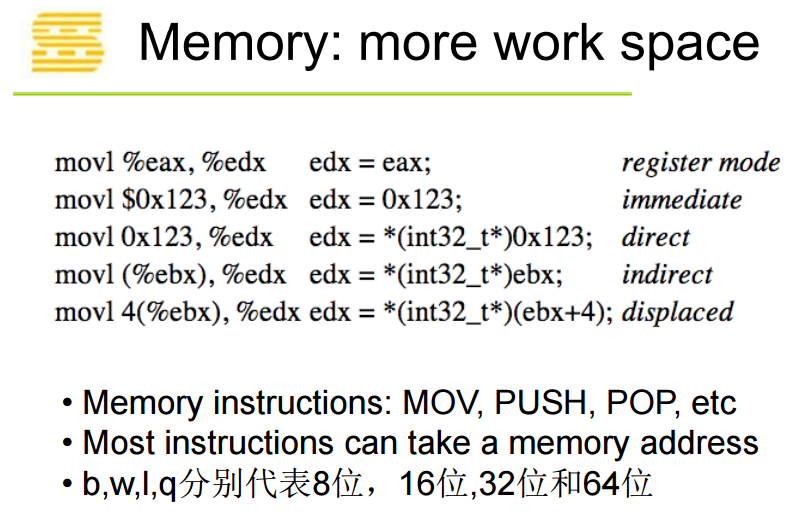 Memory: more work space
movl %eax, %edx edx = eax; register mode
movl $0x123, %edx edx = 0x123; immediate
movl 0x123, %edx edx = *(int32_t*)0x123; direct
movl (%ebx), %edx edx = *(int32_t*)ebx; indirect
movl 4(%ebx), %edx edx = *(int32_t*)(ebx+4); displaced
• Memory instructions: MOV, PUSH, POP, etc
• Most instructions can take a memory address
• b,w,l,q分别代表8位，16位,32位和64位